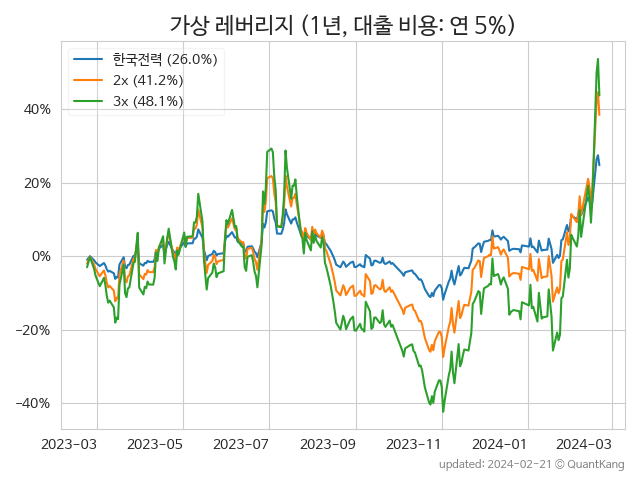 가상 레버리지 (1년, 대출 비용: 연 5%)
한국전력 (26.0%)
2x (41.2%)
3x (48.1%)
40%
20%
0%
−20%
−40%
2023-03 2023-05 2023-07 2023-09 2023-11 2024-01 2024-03
updated: 2024-02-21 © QuantKang